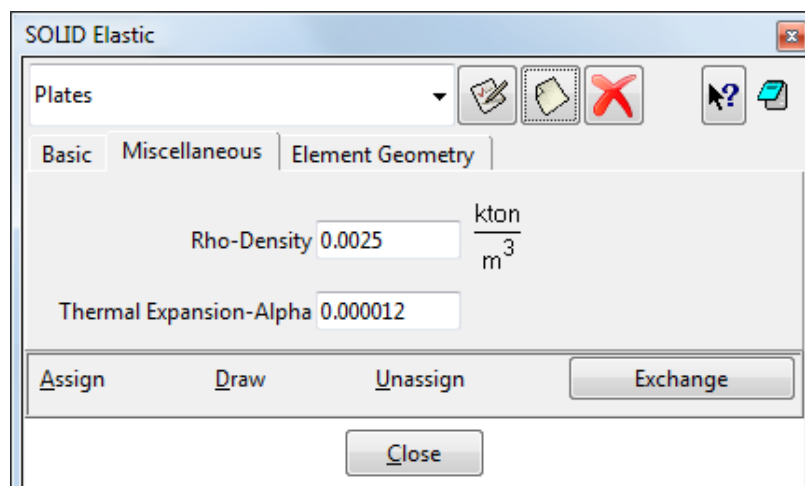 SOLID Elastic
Plates
?
Basic Miscellaneous Element Geometry
Rho-Density 0.0025 kton
m³
Thermal Expansion-Alpha 0.000012
Assign Draw Unassign Exchange
Close